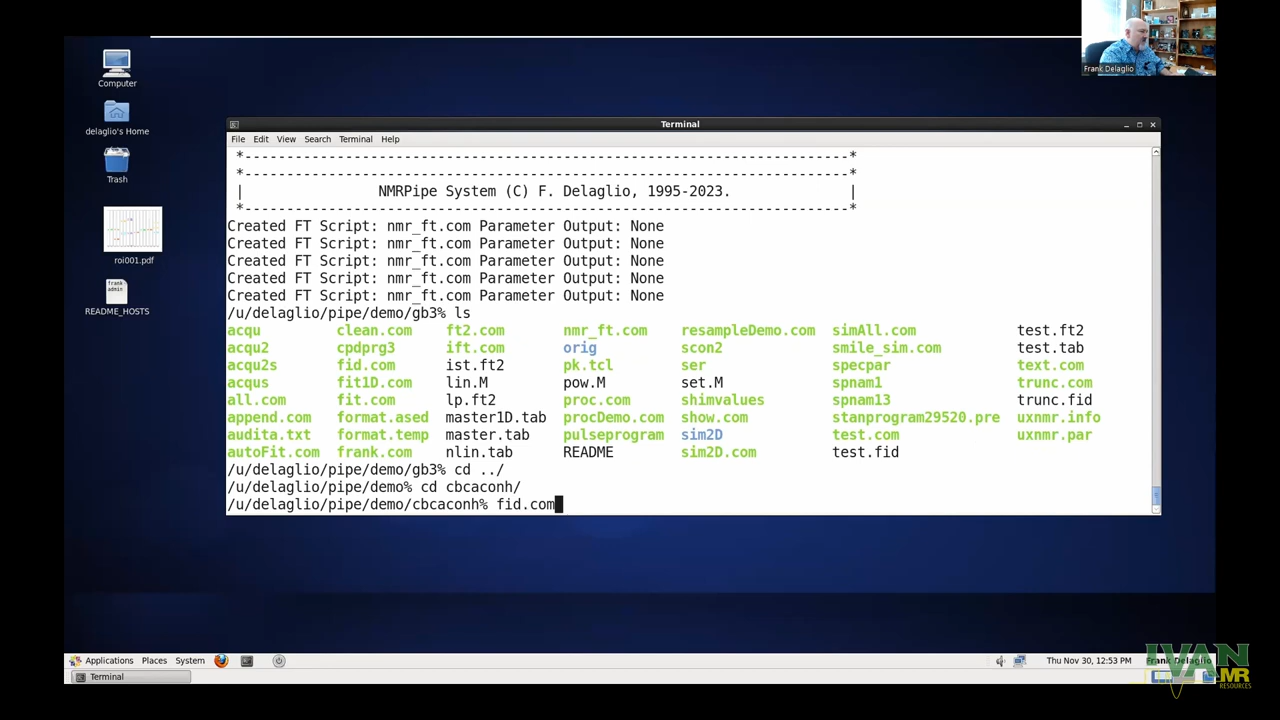 Frank Delaglio
Computer
delaglio's Home
Trash
roi001.pdf
frank
admin
README_HOSTS
Terminal
File Edit View Search Terminal Help
*-------------------------------------------------------------------------*
*-------------------------------------------------------------------------*
| NMRPipe System (C) F. Delaglio, 1995-2023. |
*-------------------------------------------------------------------------*
Created FT Script: nmr_ft.com Parameter Output: None
Created FT Script: nmr_ft.com Parameter Output: None
Created FT Script: nmr_ft.com Parameter Output: None
Created FT Script: nmr_ft.com Parameter Output: None
Created FT Script: nmr_ft.com Parameter Output: None
/u/delaglio/pipe/demo/gb3% ls
acqu clean.com ft2.com nmr_ft.com resampleDemo.com simAll.com test.ft2
acqu2 cpdprg3 ift.com orig scon2 smile_sim.com test.tab
acqu2s fid.com ist.ft2 pk.tcl ser specpar text.com
acqus fit1D.com lin.M pow.M set.M spnam1 trunc.com
all.com fit.com lp.ft2 proc.com shimvalues spnam13 trunc.fid
append.com format.ased master1D.tab procDemo.com show.com stanprogram29520.pre uxnmr.info
audita.txt format.temp master.tab pulseprogram sim2D test.com uxnmr.par
autoFit.com frank.com nlin.tab README sim2D.com test.fid
/u/delaglio/pipe/demo/gb3% cd ../
/u/delaglio/pipe/demo% cd cbcaconh/
/u/delaglio/pipe/demo/cbcaconh% fid.com
Applications Places System Thu Nov 30, 12:53 PM Frank Delaglio
Terminal
IVAN
MR
RESOURCES